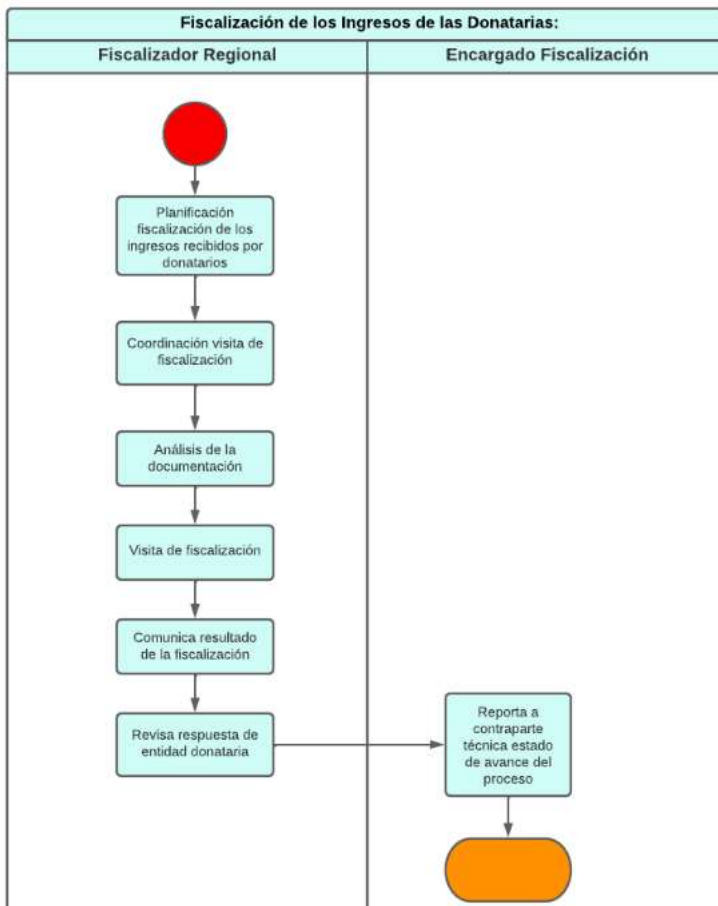 Fiscalización de los Ingresos de las Donatarias:
Fiscalizador Regional
Encargado Fiscalización
Planificación
fiscalización de los
ingresos recibidos por
donatarios
Coordinación visita de
fiscalización
Análisis de la
documentación
Visita de fiscalización
Comunica resultado
de la fiscalización
Revisa respuesta de
entidad donataria
Reporta a
contraparte
técnica estado
de avance del
proceso